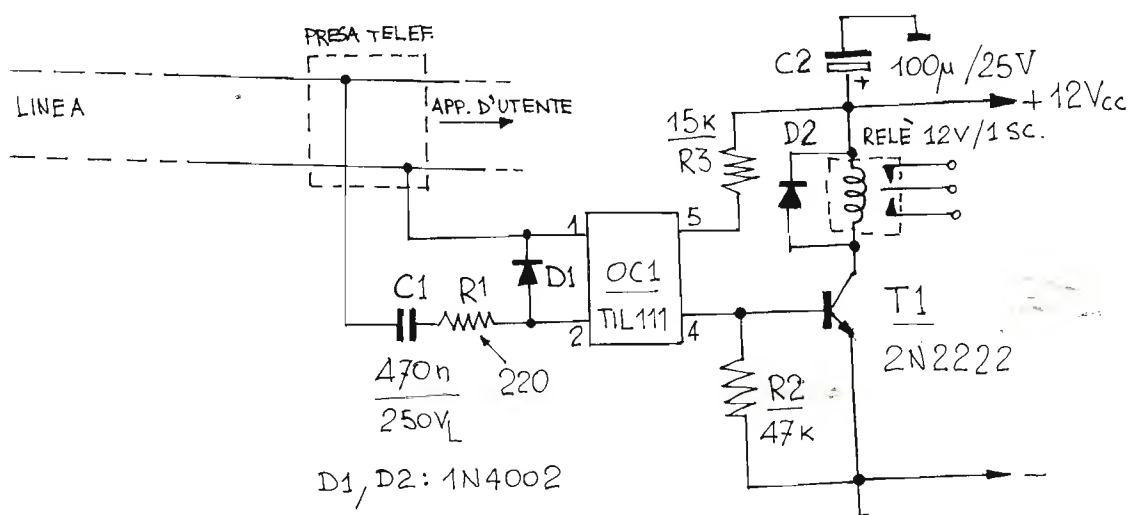 PRESA TELEF.
LINEA
APP. D'UTENTE
C2
100µ/25V
+12Vcc
15K
R3
D2
RELÈ 12V/1 SC.
1
5
C1
R1
D1
OC1
TIL111
2
4
T1
2N2222
470n
250VL
220
R2
47K
D1, D2: 1N4002
+
-